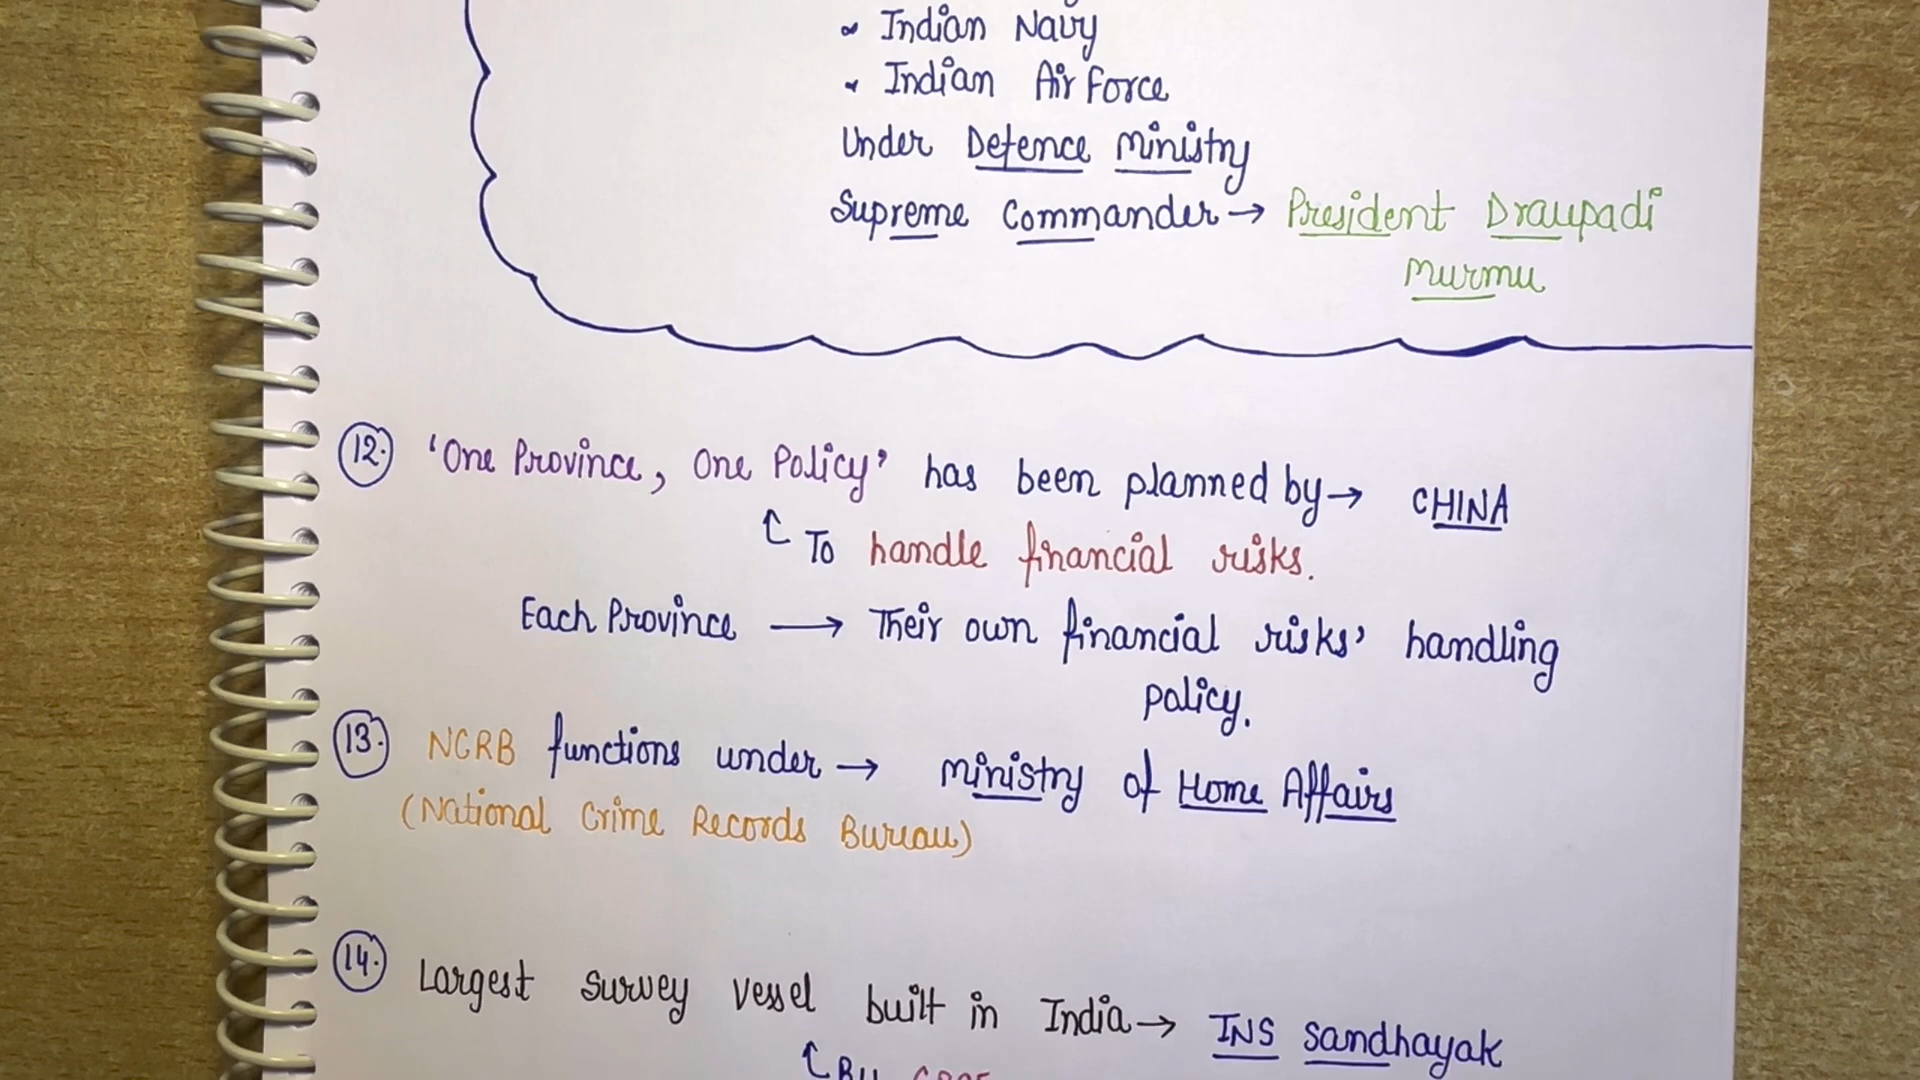 Indian Navy
Indian Air Force
Under Defence Ministry
Supreme Commander → President Draupadi
Murmu
12. 'One Province, One Policy' has been planned by → CHINA
To handle financial risks.
Each Province → Their own financial risks' handling
policy.
13. NCRB functions under → Ministry of Home Affairs
(National Crime Records Bureau)
14. Largest survey vessel built in India → INS Sandhayak
By